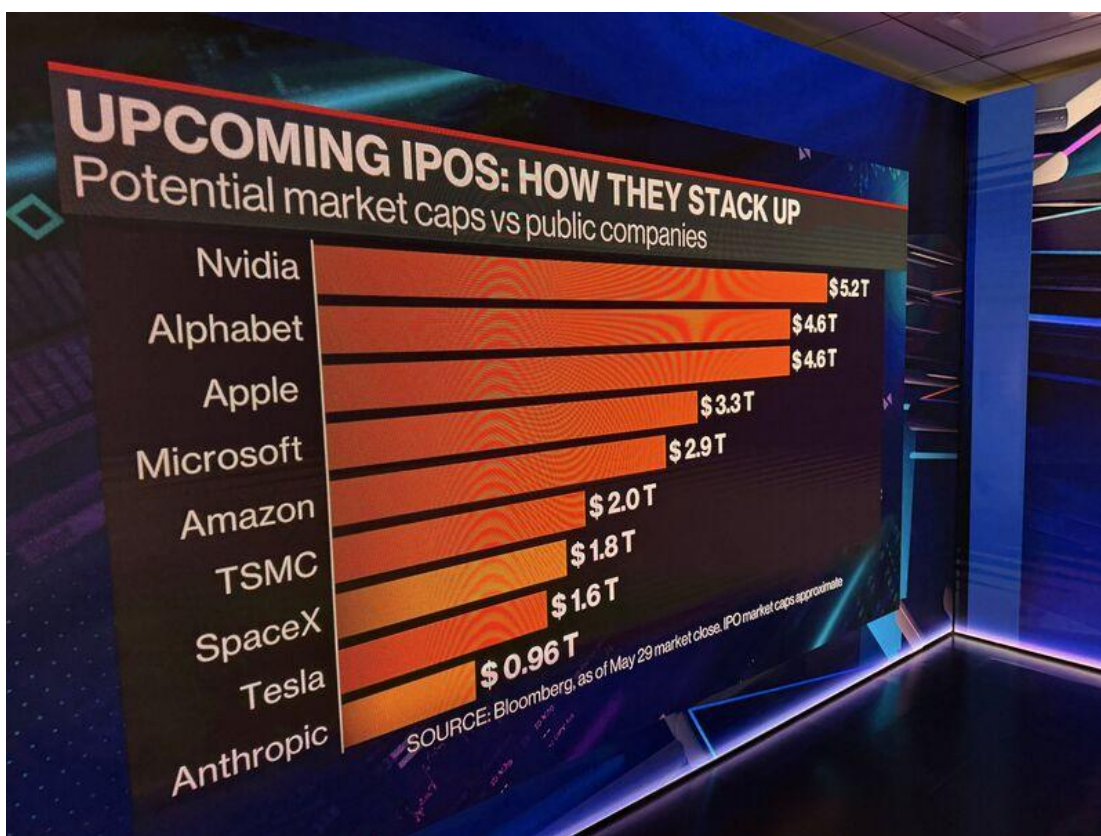 UPCOMING IPOS: HOW THEY STACK UP
Potential market caps vs public companies
Nvidia $5.2T
Alphabet $4.6T
Apple $4.6T
Microsoft $3.3T
Amazon $2.9T
TSMC $2.0T
SpaceX $1.8T
Tesla $1.6T
Anthropic $0.96T
SOURCE: Bloomberg, as of May 29 market close. IPO market caps approximate